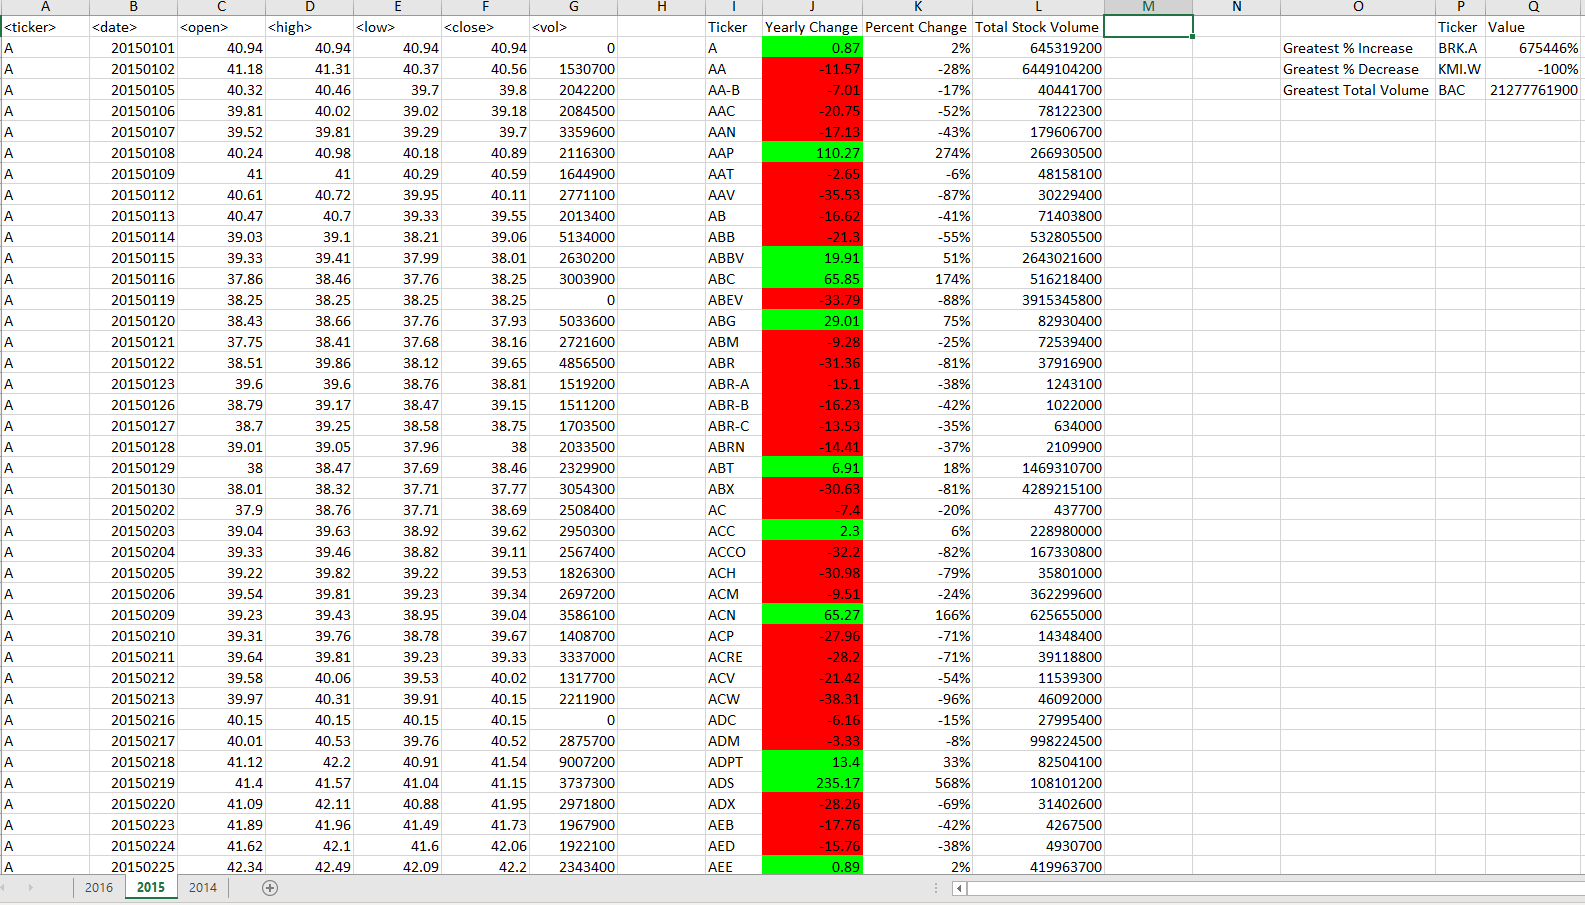 A B C D E F G H I J K L M N O P Q
<ticker> <date> <open> <high> <low> <close> <vol> Ticker Yearly Change Percent Change Total Stock Volume Ticker Value
A 20150101 40.94 40.94 40.94 40.94 0 A 0.87 2% 645319200 Greatest % Increase BRK.A 675446%
A 20150102 41.18 41.31 40.37 40.56 1530700 AA -11.57 -28% 6449104200 Greatest % Decrease KMI.W -100%
A 20150105 40.32 40.46 39.7 39.8 2042200 AA-B -7.01 -17% 40441700 Greatest Total Volume BAC 21277761900
A 20150106 39.81 40.02 39.02 39.18 2084500 AAC -20.75 -52% 78122300
A 20150107 39.52 39.81 39.29 39.7 3359600 AAN -17.13 -43% 179606700
A 20150108 40.24 40.98 40.18 40.89 2116300 AAP 110.27 274% 266930500
A 20150109 41 41 40.29 40.59 1644900 AAT -2.65 -6% 48158100
A 20150112 40.61 40.72 39.95 40.11 2771100 AAV -35.53 -87% 30229400
A 20150113 40.47 40.7 39.33 39.55 2013400 AB -16.62 -41% 71403800
A 20150114 39.03 39.1 38.21 39.06 5134000 ABB -21.3 -55% 532805500
A 20150115 39.33 39.41 37.99 38.01 2630200 ABBV 19.91 51% 2643021600
A 20150116 37.86 38.46 37.76 38.25 3003900 ABC 65.85 174% 516218400
A 20150119 38.25 38.25 38.25 38.25 0 ABEV -33.79 -88% 3915345800
A 20150120 38.43 38.66 37.76 37.93 5033600 ABG 29.01 75% 82930400
A 20150121 37.75 38.41 37.68 38.16 2721600 ABM -9.28 -25% 72539400
A 20150122 38.51 39.86 38.12 39.65 4856500 ABR -31.36 -81% 37916900
A 20150123 39.6 39.6 38.76 38.81 1519200 ABR-A -15.1 -38% 1243100
A 20150126 38.79 39.17 38.47 39.15 1511200 ABR-B -16.23 -42% 1022000
A 20150127 38.7 39.25 38.58 38.75 1703500 ABR-C -13.53 -35% 634000
A 20150128 39.01 39.05 37.96 38 2033500 ABRN -14.41 -37% 2109900
A 20150129 38 38.47 37.69 38.46 2329900 ABT 6.91 18% 1469310700
A 20150130 38.01 38.32 37.71 37.77 3054300 ABX -30.63 -81% 4289215100
A 20150202 37.9 38.76 37.71 38.69 2508400 AC -7.4 -20% 437700
A 20150203 39.04 39.63 38.92 39.62 2950300 ACC 2.3 6% 228980000
A 20150204 39.33 39.46 38.82 39.11 2567400 ACCO -32.2 -82% 167330800
A 20150205 39.22 39.82 39.22 39.53 1826300 ACH -30.98 -79% 35801000
A 20150206 39.54 39.81 39.23 39.34 2697200 ACM -9.51 -24% 362299600
A 20150209 39.23 39.43 38.95 39.04 3586100 ACN 65.27 166% 625655000
A 20150210 39.31 39.76 38.78 39.67 1408700 ACP -27.96 -71% 14348400
A 20150211 39.64 39.81 39.23 39.33 3337000 ACRE -28.2 -71% 39118800
A 20150212 39.58 40.06 39.53 40.02 1317700 ACV -21.42 -54% 11539300
A 20150213 39.97 40.31 39.91 40.15 2211900 ACW -38.31 -96% 46092000
A 20150216 40.15 40.15 40.15 40.15 0 ADC -6.16 -15% 27995400
A 20150217 40.01 40.53 39.76 40.52 2875700 ADM -3.33 -8% 998224500
A 20150218 41.12 42.2 40.91 41.54 9007200 ADPT 13.4 33% 82504100
A 20150219 41.4 41.57 41.04 41.15 3737300 ADS 235.17 568% 108101200
A 20150220 41.09 42.11 40.88 41.95 2971800 ADX -28.26 -69% 31402600
A 20150223 41.89 41.96 41.49 41.73 1967900 AEB -17.76 -42% 4267500
A 20150224 41.62 42.1 41.6 42.06 1922100 AED -15.76 -38% 4930700
A 20150225 42.34 42.49 42.09 42.2 2343400 AEE 0.89 2% 419963700
2016 2015 2014